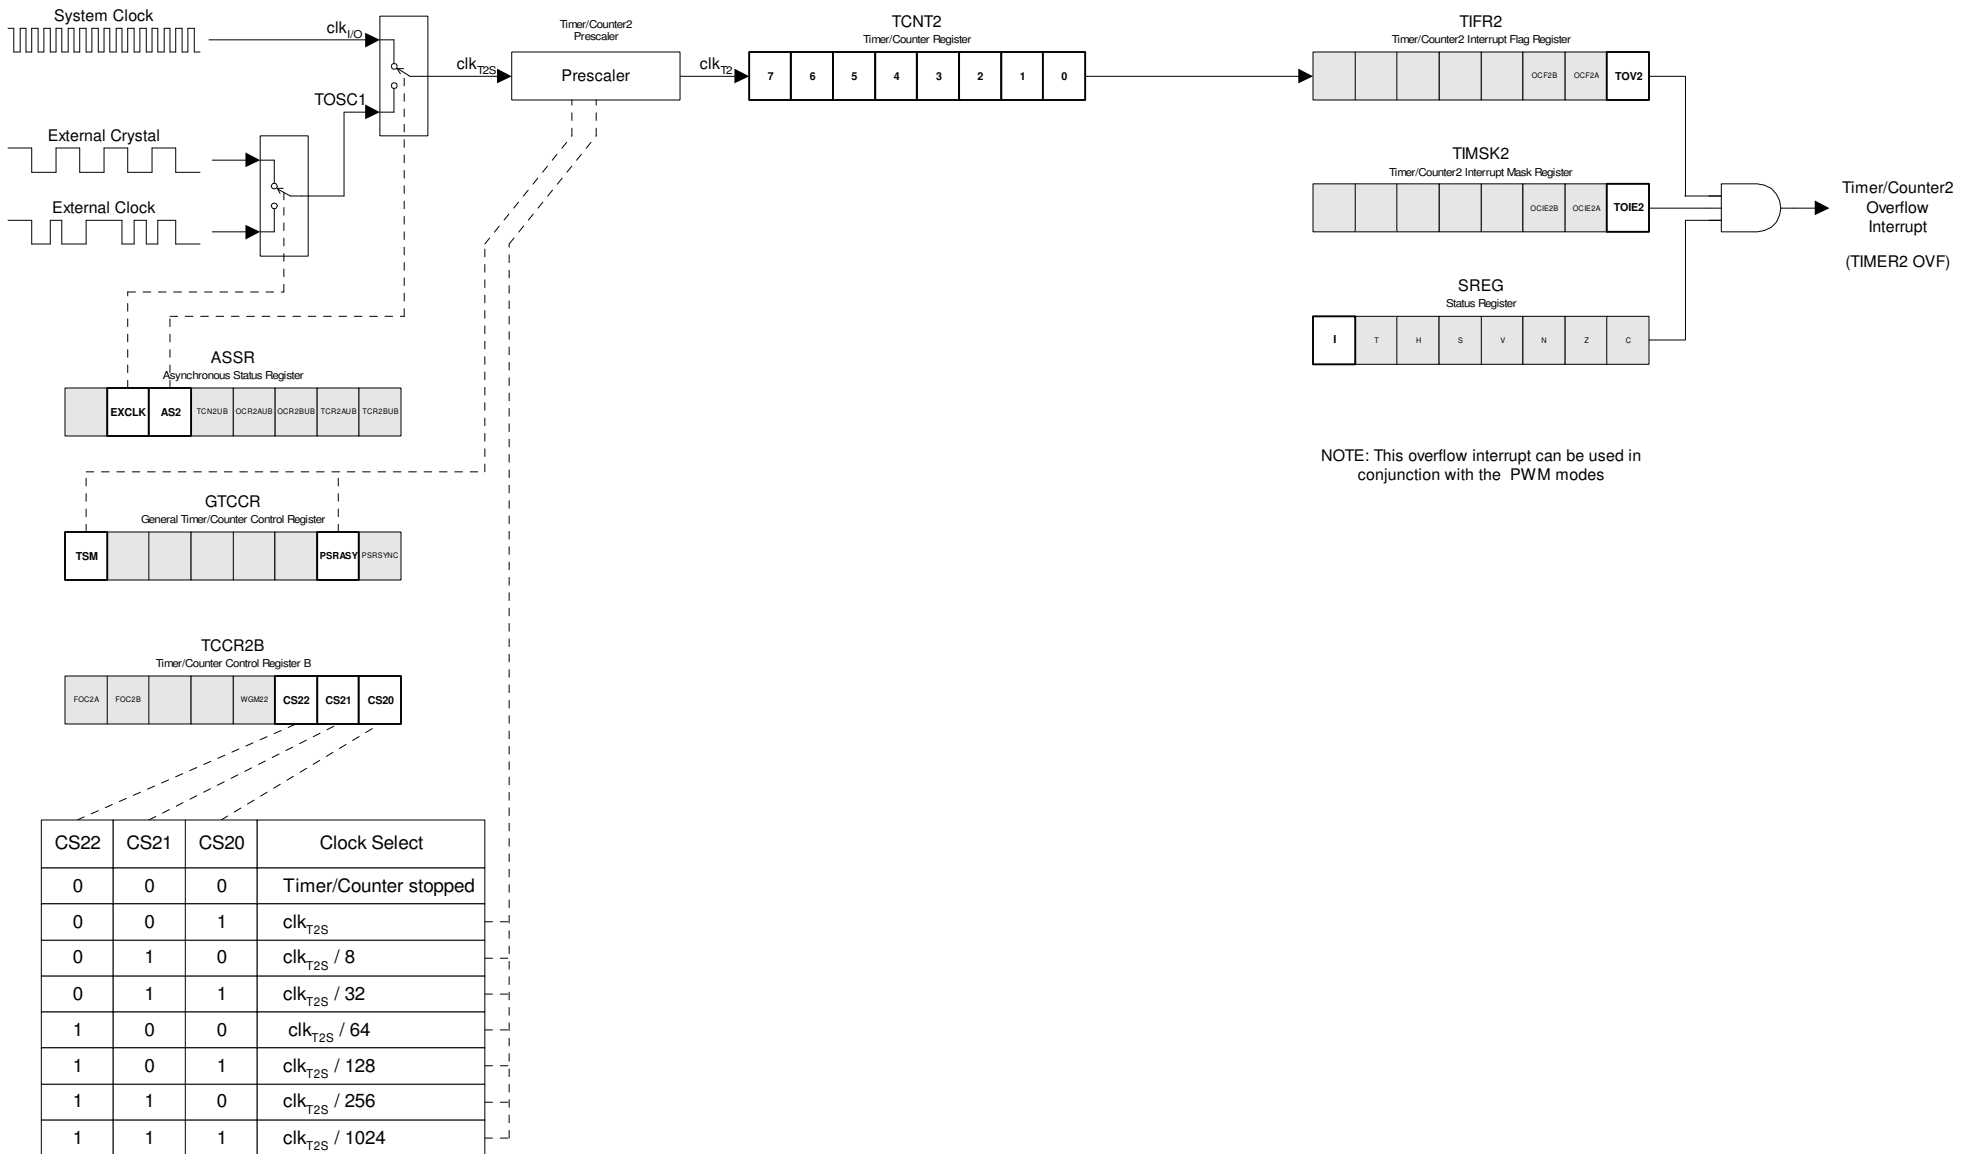 System Clock
clkI/O
TOSC1
External Crystal
External Clock
clkT2S
Timer/Counter2
Prescaler
Prescaler
clkT2
TCNT2
Timer/Counter Register
7 6 5 4 3 2 1 0
TIFR2
Timer/Counter2 Interrupt Flag Register
OCF2B OCF2A TOV2
TIMSK2
Timer/Counter2 Interrupt Mask Register
OCIE2B OCIE2A TOIE2
SREG
Status Register
I T H S V N Z C
Timer/Counter2
Overflow
Interrupt
(TIMER2 OVF)
NOTE: This overflow interrupt can be used in
conjunction with the PWM modes
ASSR
Asynchronous Status Register
EXCLK AS2 TCN2UB OCR2AUB OCR2BUB TCR2AUB TCR2BUB
GTCCR
General Timer/Counter Control Register
TSM PSRASY PSRSYNC
TCCR2B
Timer/Counter Control Register B
FOC2A FOC2B WGM22 CS22 CS21 CS20
CS22 CS21 CS20 Clock Select
0 0 0 Timer/Counter stopped
0 0 1 clkT2S
0 1 0 clkT2S / 8
0 1 1 clkT2S / 32
1 0 0 clkT2S / 64
1 0 1 clkT2S / 128
1 1 0 clkT2S / 256
1 1 1 clkT2S / 1024